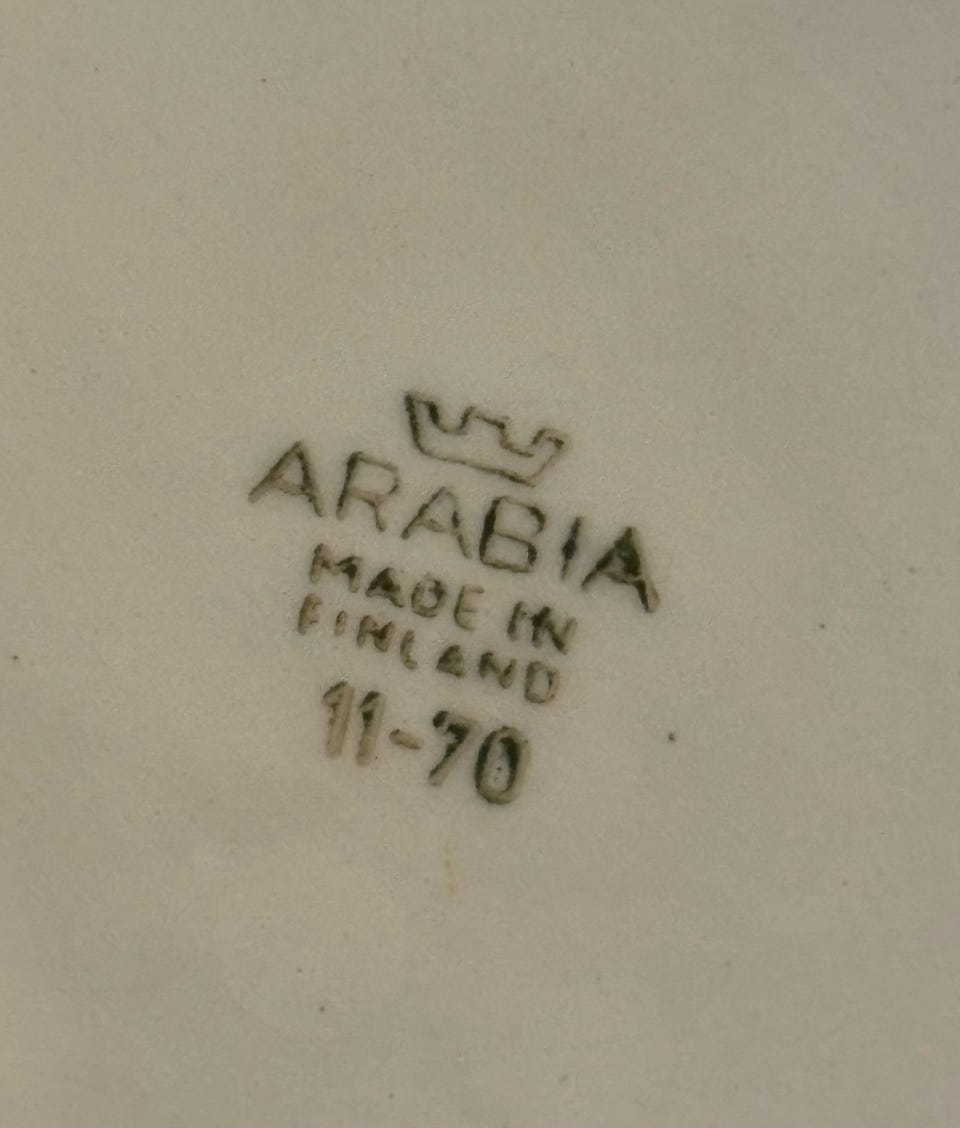 ARABIA
MADE IN
FINLAND
11-70